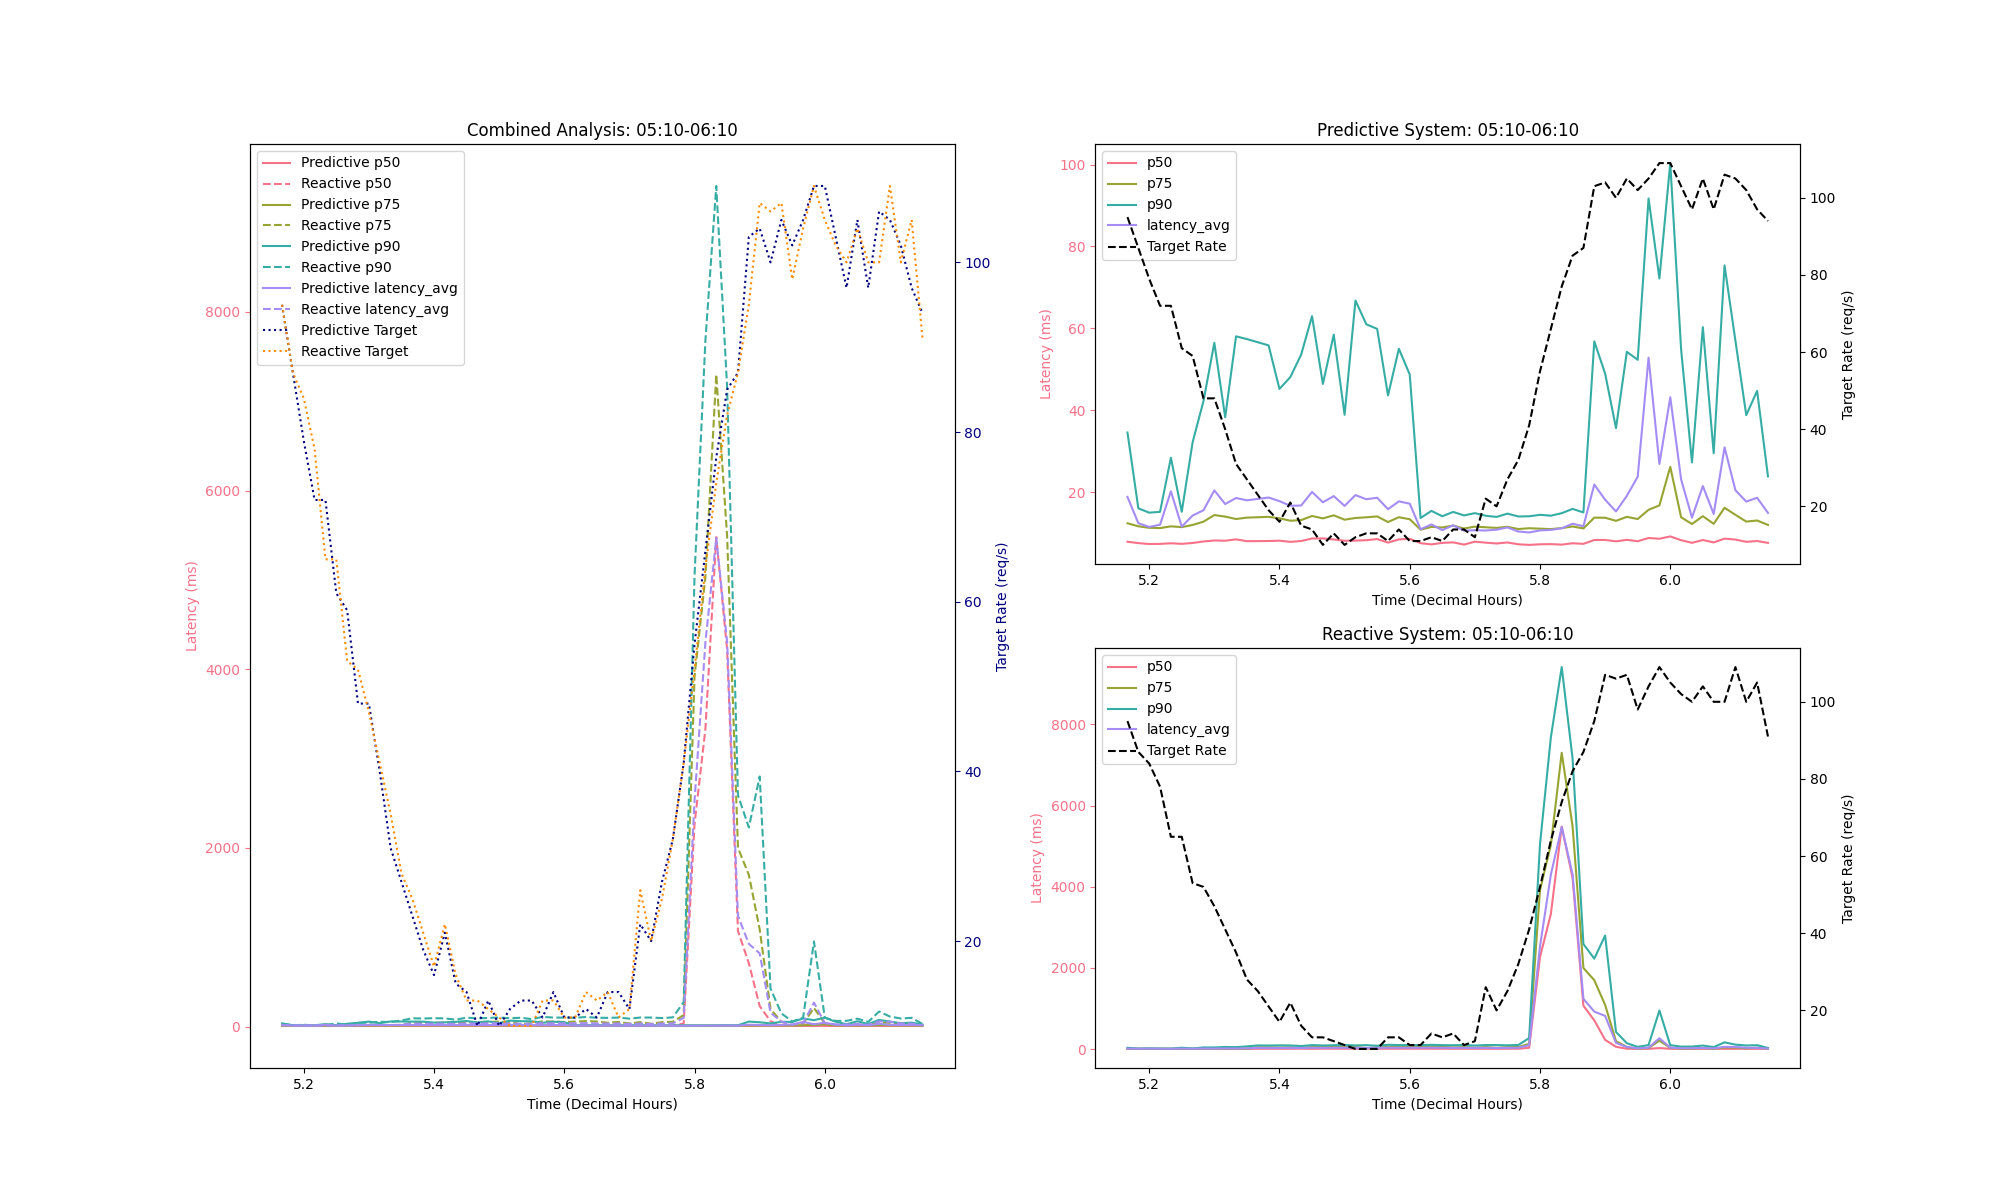 Combined Analysis: 05:10-06:10
Predictive p50
Reactive p50
Predictive p75
Reactive p75
Predictive p90
Reactive p90
Predictive latency_avg
Reactive latency_avg
Predictive Target
Reactive Target
8000
6000
4000
2000
0
Latency (ms)
100
80
60
40
20
Target Rate (req/s)
5.2 5.4 5.6 5.8 6.0
Time (Decimal Hours)
Predictive System: 05:10-06:10
p50
p75
p90
latency_avg
Target Rate
100
80
60
40
20
Latency (ms)
100
80
60
40
20
Target Rate (req/s)
5.2 5.4 5.6 5.8 6.0
Time (Decimal Hours)
Reactive System: 05:10-06:10
p50
p75
p90
latency_avg
Target Rate
8000
6000
4000
2000
0
Latency (ms)
100
80
60
40
20
Target Rate (req/s)
5.2 5.4 5.6 5.8 6.0
Time (Decimal Hours)